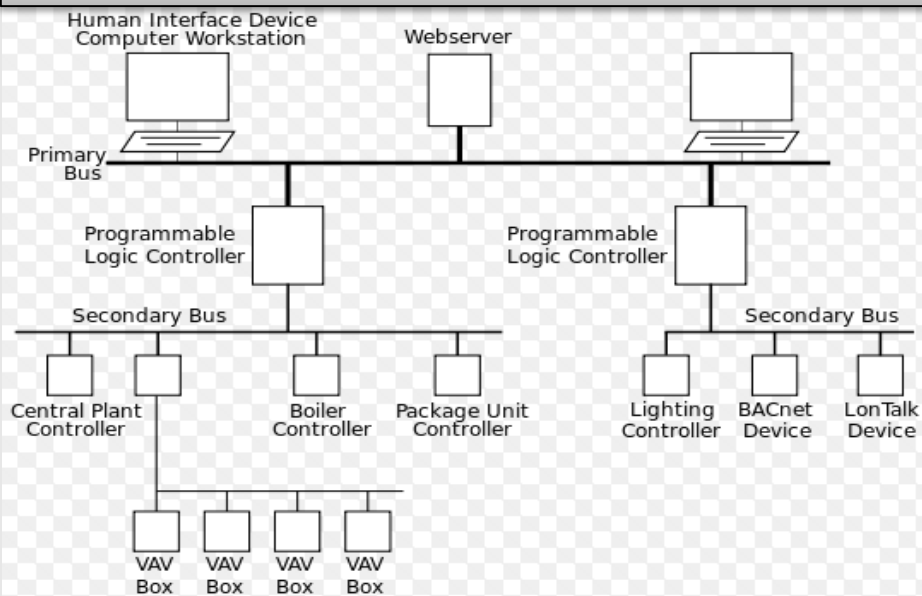 Human Interface Device
Computer Workstation
Webserver
Primary
Bus
Programmable
Logic Controller
Programmable
Logic Controller
Secondary Bus
Secondary Bus
Central Plant
Controller
Boiler
Controller
Package Unit
Controller
Lighting
Controller
BACnet
Device
LonTalk
Device
VAV
Box
VAV
Box
VAV
Box
VAV
Box